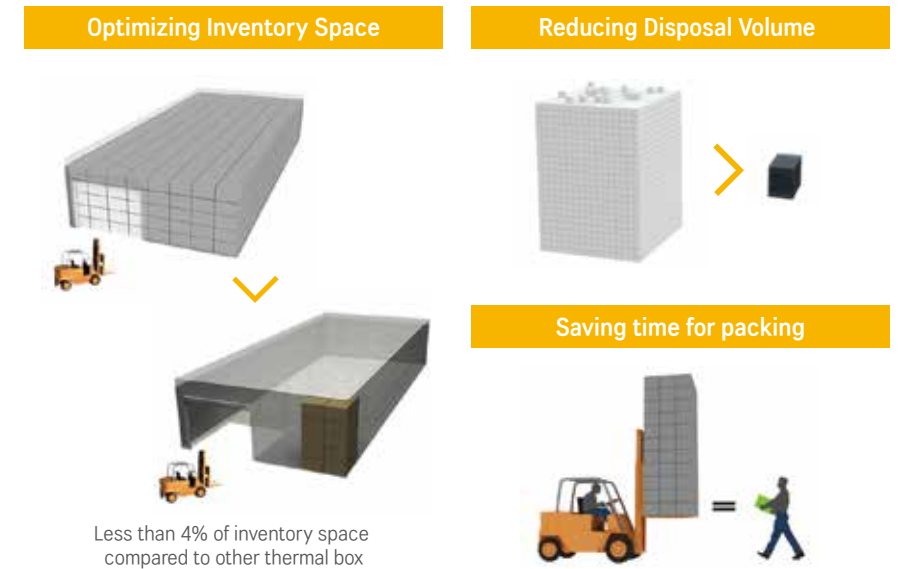 Optimizing Inventory Space
Less than 4% of inventory space
compared to other thermal box
Reducing Disposal Volume
Saving time for packing